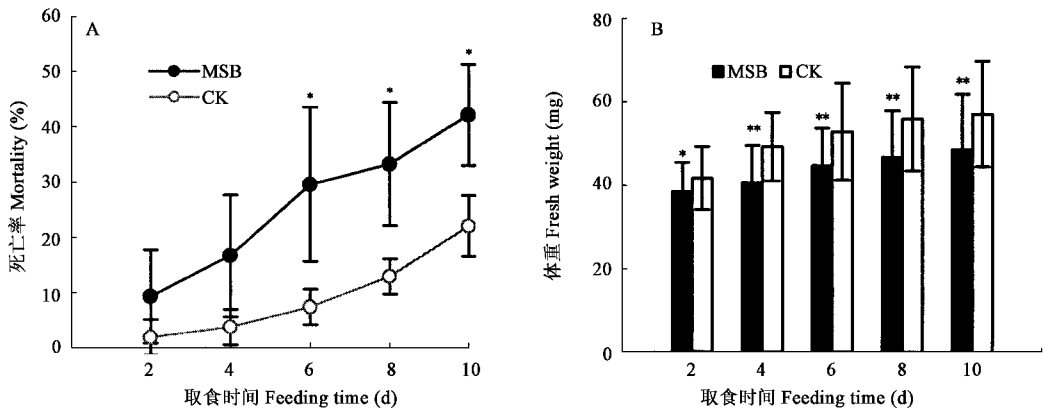 A
60
50
40
30
20
10
0
死亡率 Mortality (%)
MSB
CK
*
*
*
2 4 6 8 10
取食时间 Feeding time (d)
B
80
60
40
20
0
体重 Fresh weight (mg)
MSB CK
*
**
**
**
**
2 4 6 8 10
取食时间 Feeding time (d)